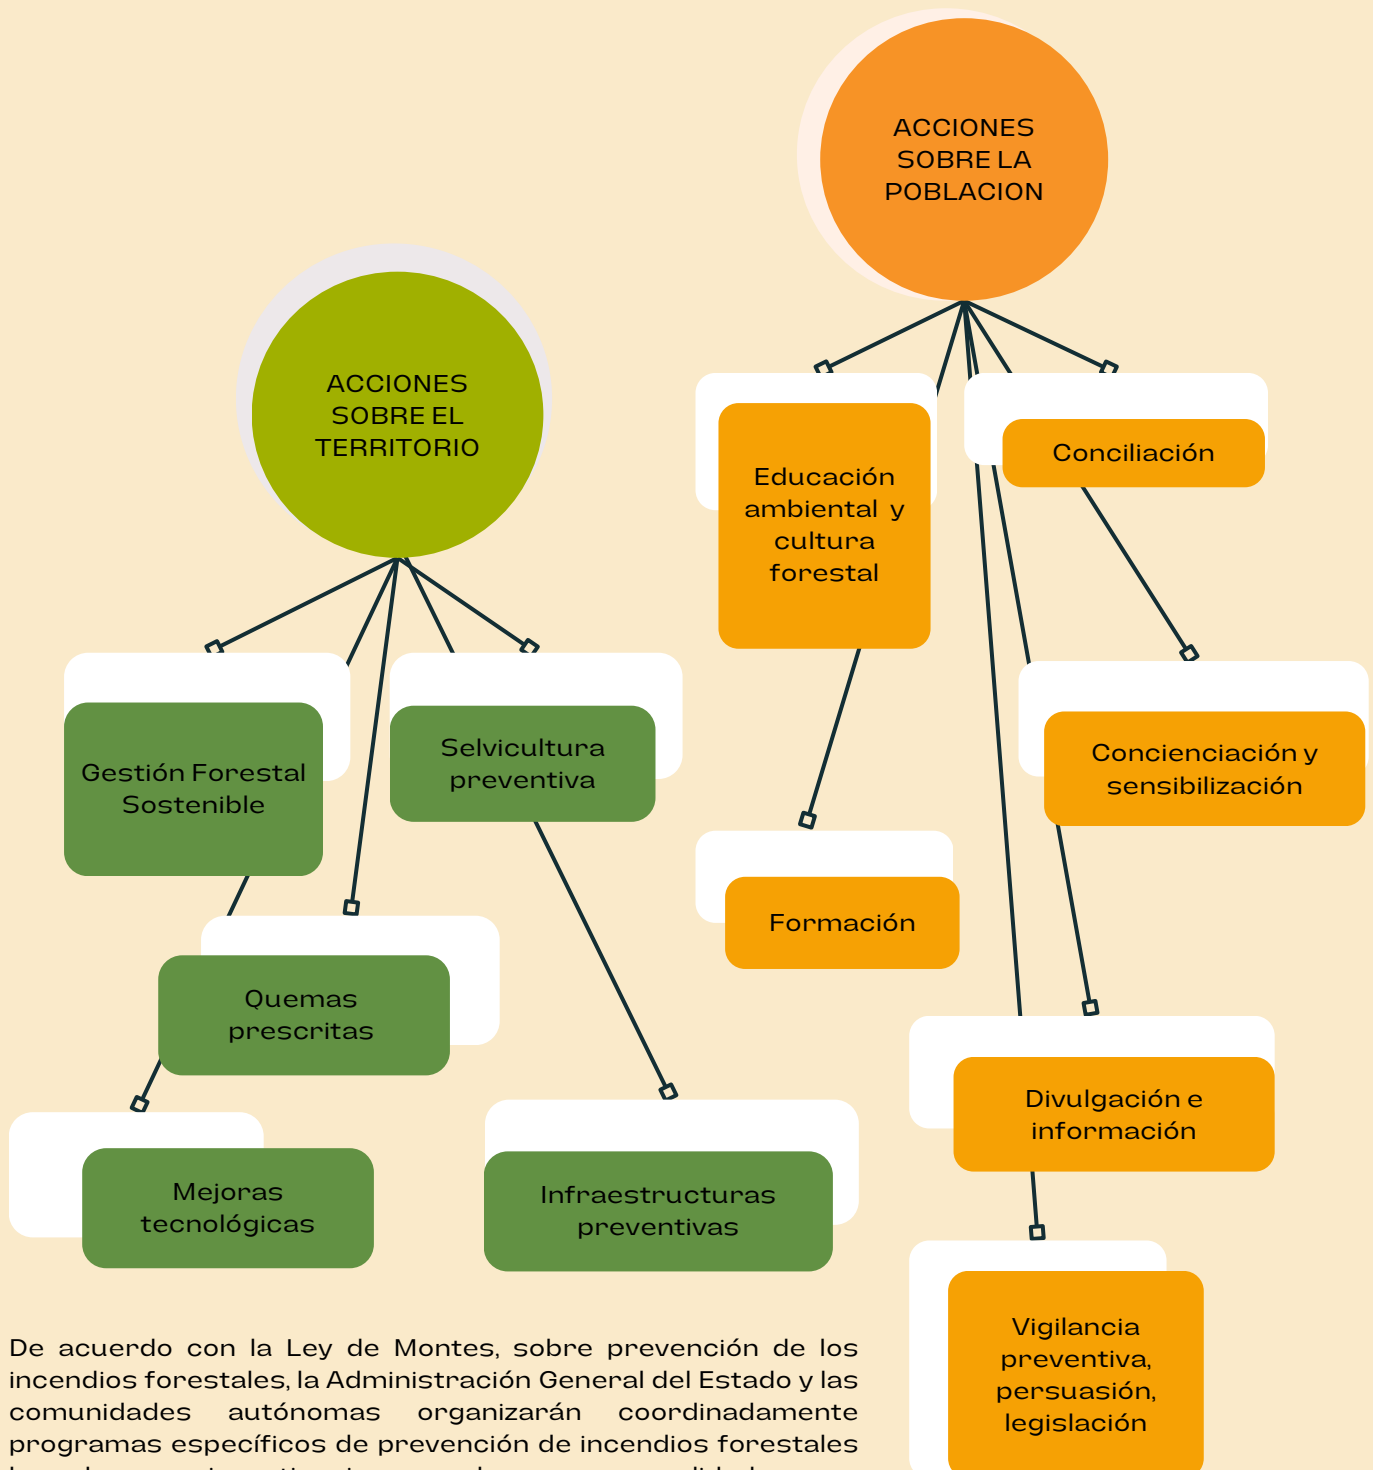 ACCIONES
SOBRE LA
POBLACION
ACCIONES
SOBRE EL
TERRITORIO
Educación
ambiental y
cultura
forestal
Conciliación
Gestión Forestal
Sostenible
Selvicultura
preventiva
Concienciación y
sensibilización
Formación
Quemas
prescritas
Divulgación e
información
Mejoras
tecnológicas
Infraestructuras
preventivas
Vigilancia
preventiva,
persuasión,
legislación
De acuerdo con la Ley de Montes, sobre prevención de los
incendios forestales, la Administración General del Estado y las
comunidades autónomas organizarán coordinadamente
programas específicos de prevención de incendios forestales